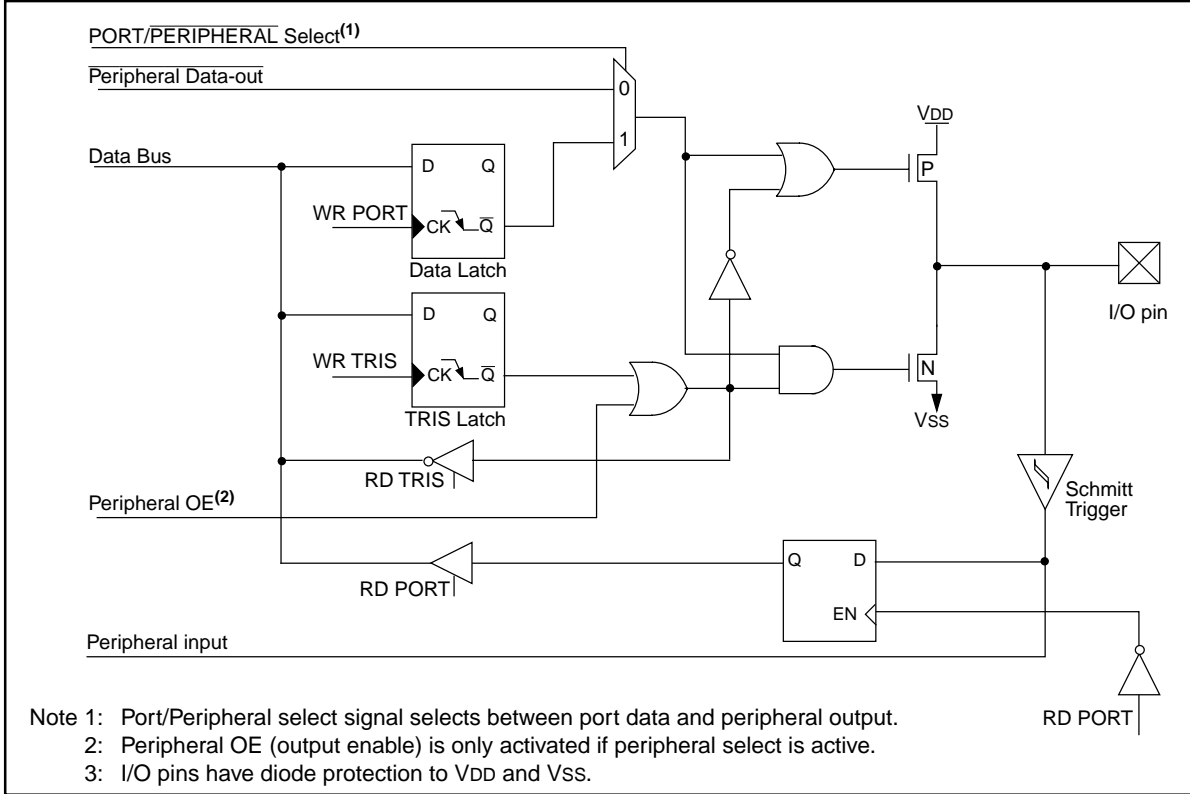 PORT/PERIPHERAL Select(1)
Peripheral Data-out
0
1
VDD
P
Data Bus
D Q
WR PORT
CK Q
Data Latch
I/O pin
D Q
WR TRIS
CK Q
TRIS Latch
N
VSS
RD TRIS
Peripheral OE(2)
Schmitt
Trigger
Q D
RD PORT
EN
Peripheral input
RD PORT
Note 1: Port/Peripheral select signal selects between port data and peripheral output.
2: Peripheral OE (output enable) is only activated if peripheral select is active.
3: I/O pins have diode protection to VDD and VSS.